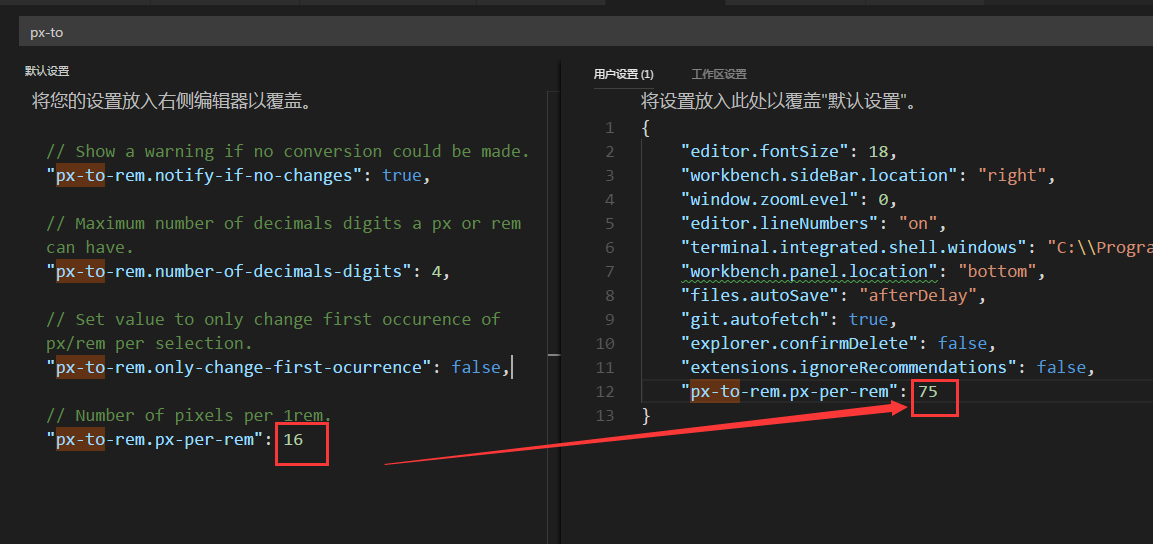 px-to
默认设置
将您的设置放入右侧编辑器以覆盖。
// Show a warning if no conversion could be made.
"px-to-rem.notify-if-no-changes": true,
// Maximum number of decimals digits a px or rem
can have.
"px-to-rem.number-of-decimals-digits": 4,
// Set value to only change first occurence of
px/rem per selection.
"px-to-rem.only-change-first-ocurrence": false,
// Number of pixels per 1rem.
"px-to-rem.px-per-rem": 16
用户设置 (1) 工作区设置
将设置放入此处以覆盖"默认设置"。
1 {
2 "editor.fontSize": 18,
3 "workbench.sideBar.location": "right",
4 "window.zoomLevel": 0,
5 "editor.lineNumbers": "on",
6 "terminal.integrated.shell.windows": "C:\\Progra
7 "workbench.panel.location": "bottom",
8 "files.autoSave": "afterDelay",
9 "git.autofetch": true,
10 "explorer.confirmDelete": false,
11 "extensions.ignoreRecommendations": false,
12 "px-to-rem.px-per-rem": 75
13 }